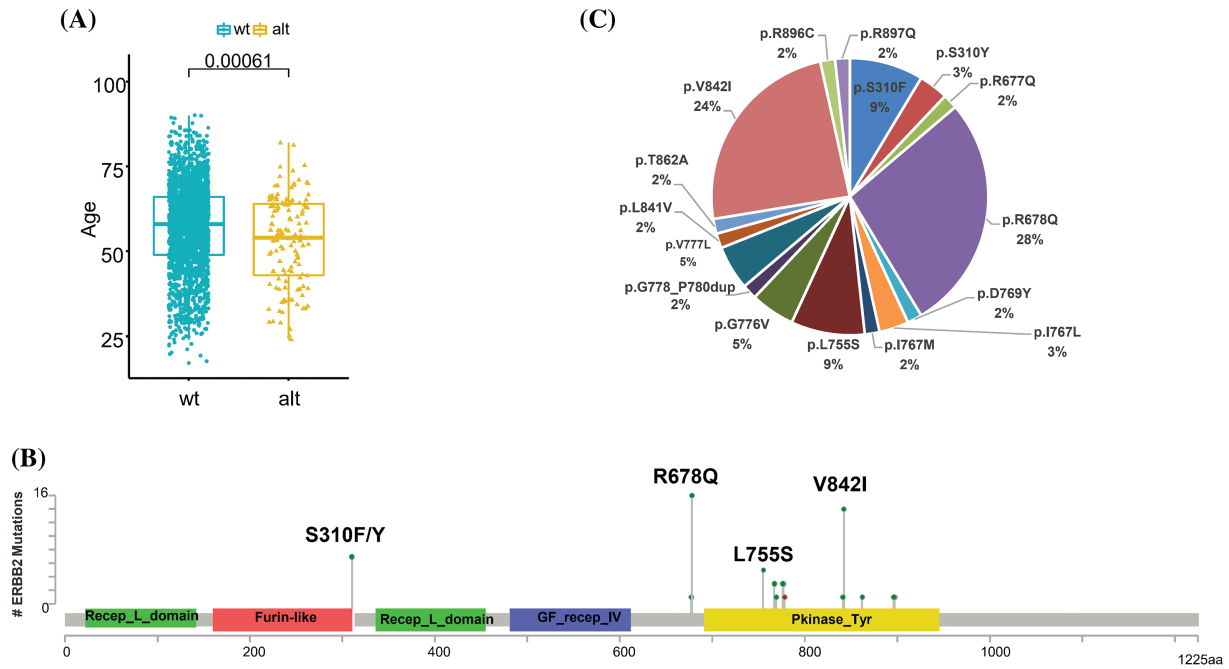 (A)
wt alt
0.00061
100
75
50
25
Age
wt alt
(C)
p.R896C
2%
p.R897Q
2%
p.S310Y
3%
p.R677Q
2%
p.S310F
9%
p.V842I
24%
p.T862A
2%
p.L841V
2%
p.V777L
5%
p.G778_P780dup
2%
p.G776V
5%
p.L755S
9%
p.I767M
2%
p.I767L
3%
p.D769Y
2%
p.R678Q
28%
(B)
# ERBB2 Mutations
16
0
S310F/Y
R678Q
L755S
V842I
Recep_L_domain
Furin-like
Recep_L_domain
GF_recep_IV
Pkinase_Tyr
0 200 400 600 800 1000 1225aa